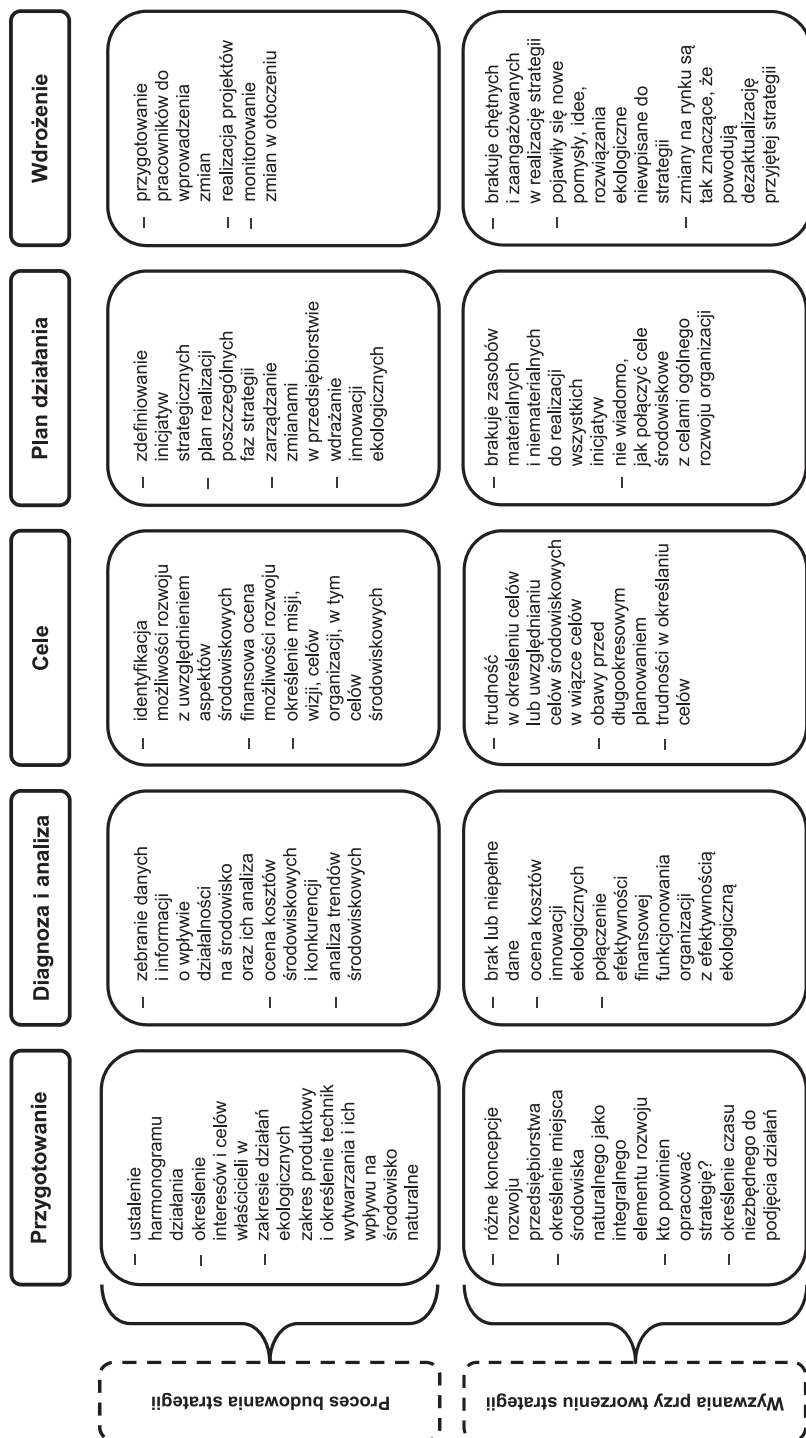 Przygotowanie
Diagnoza i analiza
Cele
Plan działania
Wdrożenie
Proces budowania strategii
– ustalenie
harmonogramu
działania
– określenie
interesów i celów
właścicieli w
– zakresie działań
ekologicznych
zakres produktowy
i określenie technik
wytwarzania i ich
wpływu na
środowisko
naturalne
– zebranie danych
i informacji
o wpływie
działalności
na środowisko
oraz ich analiza
– ocena kosztów
środowiskowych
i konkurencji
– analiza trendów
środowiskowych
– identyfikacja
możliwości rozwoju
z uwzględnieniem
aspektów
środowiskowych
– finansowa ocena
możliwości rozwoju
– określenie misji,
wizji, celów
organizacji, w tym
celów
środowiskowych
– zdefiniowanie
inicjatyw
strategicznych
– plan realizacji
poszczególnych
faz strategii
– zarządzanie
zmianami
w przedsiębiorstwie
– wdrażanie
innowacji
ekologicznych
– przygotowanie
pracowników do
wprowadzenia
zmian
– realizacja projektów
– monitorowanie
zmian w otoczeniu
Wyzwania przy tworzeniu strategii
– różne koncepcje
rozwoju
przedsiębiorstwa
– określenie miejsca
środowiska
naturalnego jako
integralnego
elementu rozwoju
– kto powinien
opracować
strategię?
– określenie czasu
niezbędnego do
podjęcia działań
– brak lub niepełne
dane
– ocena kosztów
innowacji
ekologicznych
– połączenie
efektywności
finansowej
funkcjonowania
organizacji
z efektywnością
ekologiczną
– trudność
w określeniu celów
lub uwzględnianiu
celów środowiskowych
w wiązce celów
– obawy przed
długookresowym
planowaniem
– trudności w określaniu
celów
– brakuje zasobów
materialnych
i niematerialnych
do realizacji
wszystkich
inicjatyw
– nie wiadomo,
jak połączyć cele
środowiskowe
z celami ogólnego
rozwoju organizacji
– brakuje chętnych
i zaangażowanych
w realizację strategii
– pojawiły się nowe
pomysły, idee,
rozwiązania
ekologiczne
niewpisane do
strategii
– zmiany na rynku są
tak znaczące, że
powodują
dezaktualizację
przyjętej strategii